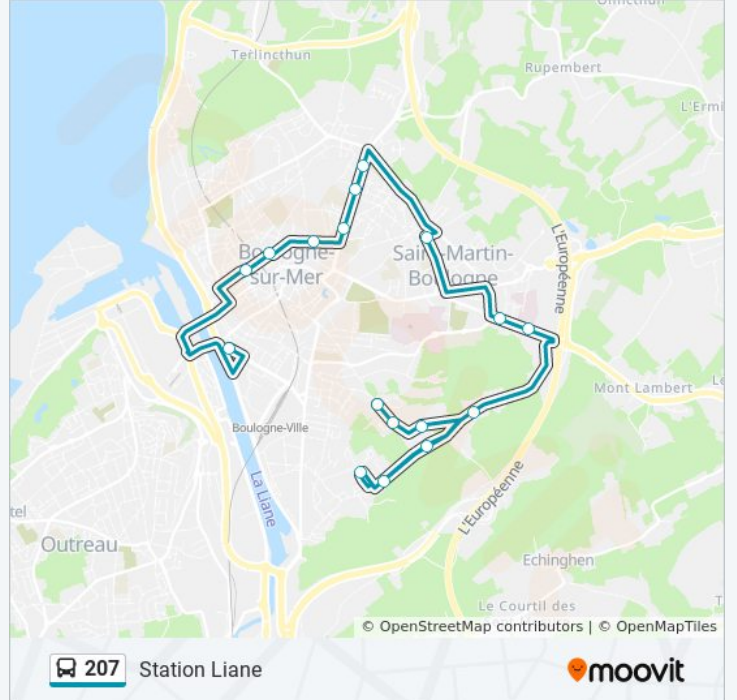 Terlincthun
Rupembert
L'Ermi
L'Européenne
Boulogne-
sur-Mer
Saint-Martin-
Boulogne
Mont Lambert
Boulogne-Ville
La Liane
L'Européenne
Outreau
Echinghen
Le Courtil des
© OpenStreetMap contributors | © OpenMapTiles
207 Station Liane
moovit